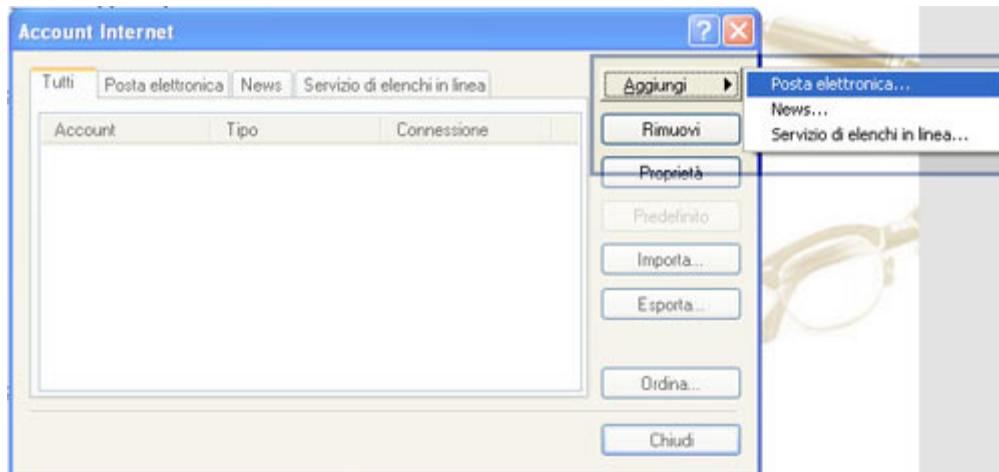 Account Internet
Tutti Posta elettronica News Servizio di elenchi in linea
Account Tipo Connessione
Aggiungi
Posta elettronica...
News...
Servizio di elenchi in linea...
Rimuovi
Proprietà
Predefinito
Importa...
Esporta...
Ordina...
Chiudi